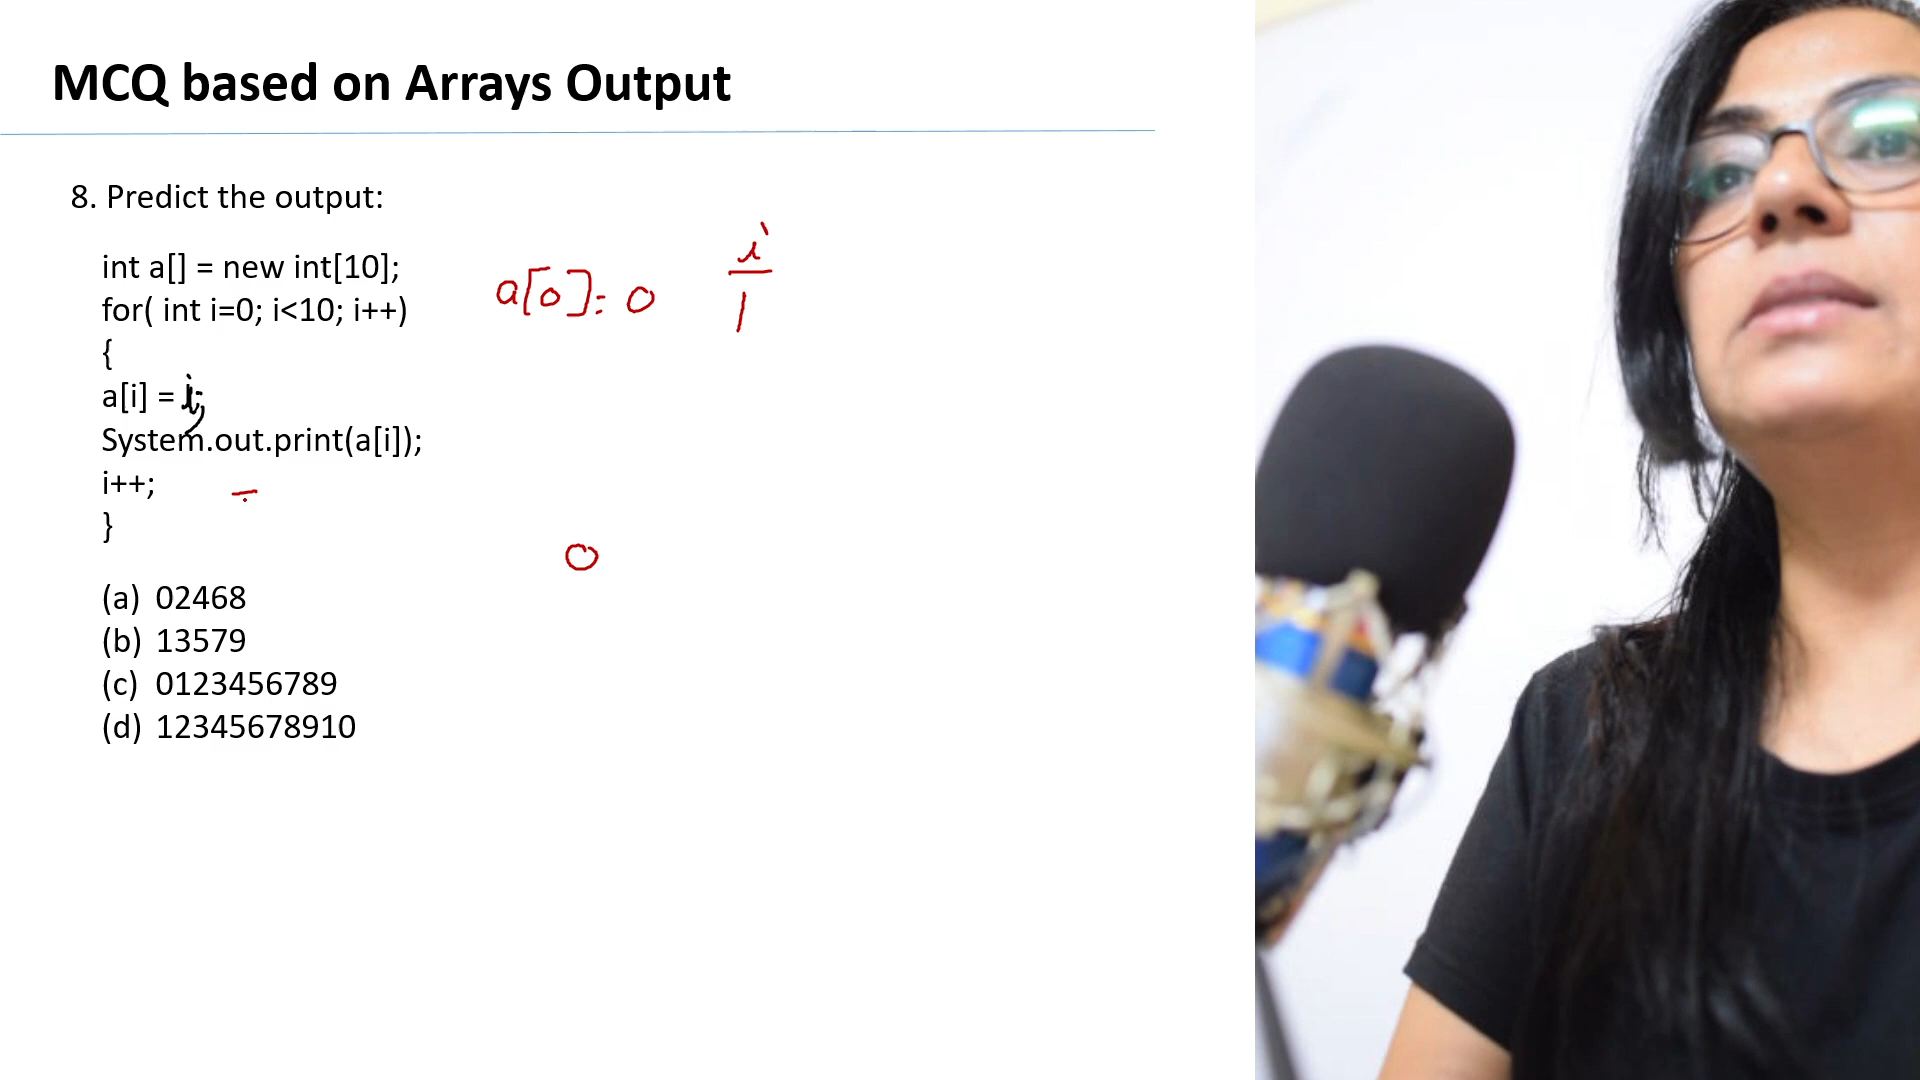 MCQ based on Arrays Output
8. Predict the output:
int a[] = new int[10];
for( int i=0; i<10; i++)
{
a[i] = i;
System.out.print(a[i]);
i++;
}
a[0]= 0
i
1
0
(a) 02468
(b) 13579
(c) 0123456789
(d) 12345678910